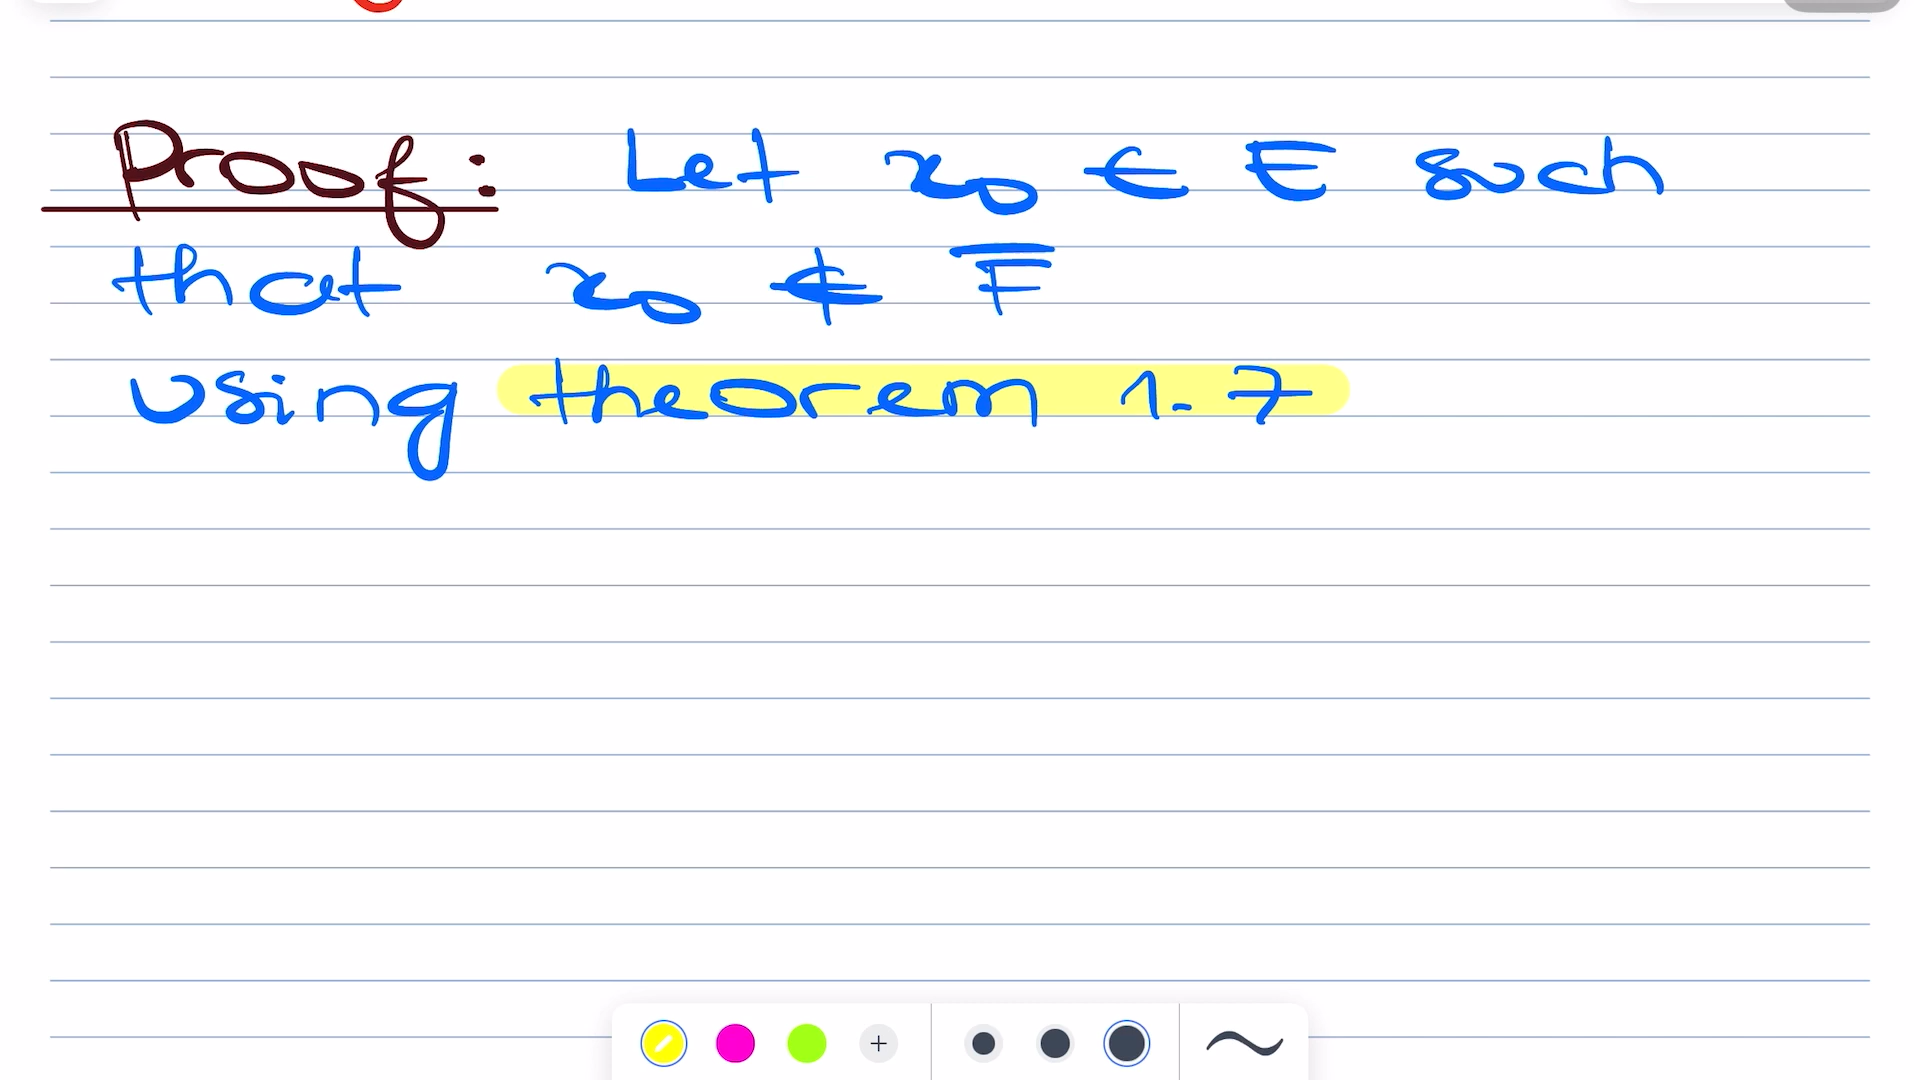 Proof: Let x₀ ∈ E such
that x₀ ∉ F̅
using theorem 1.7